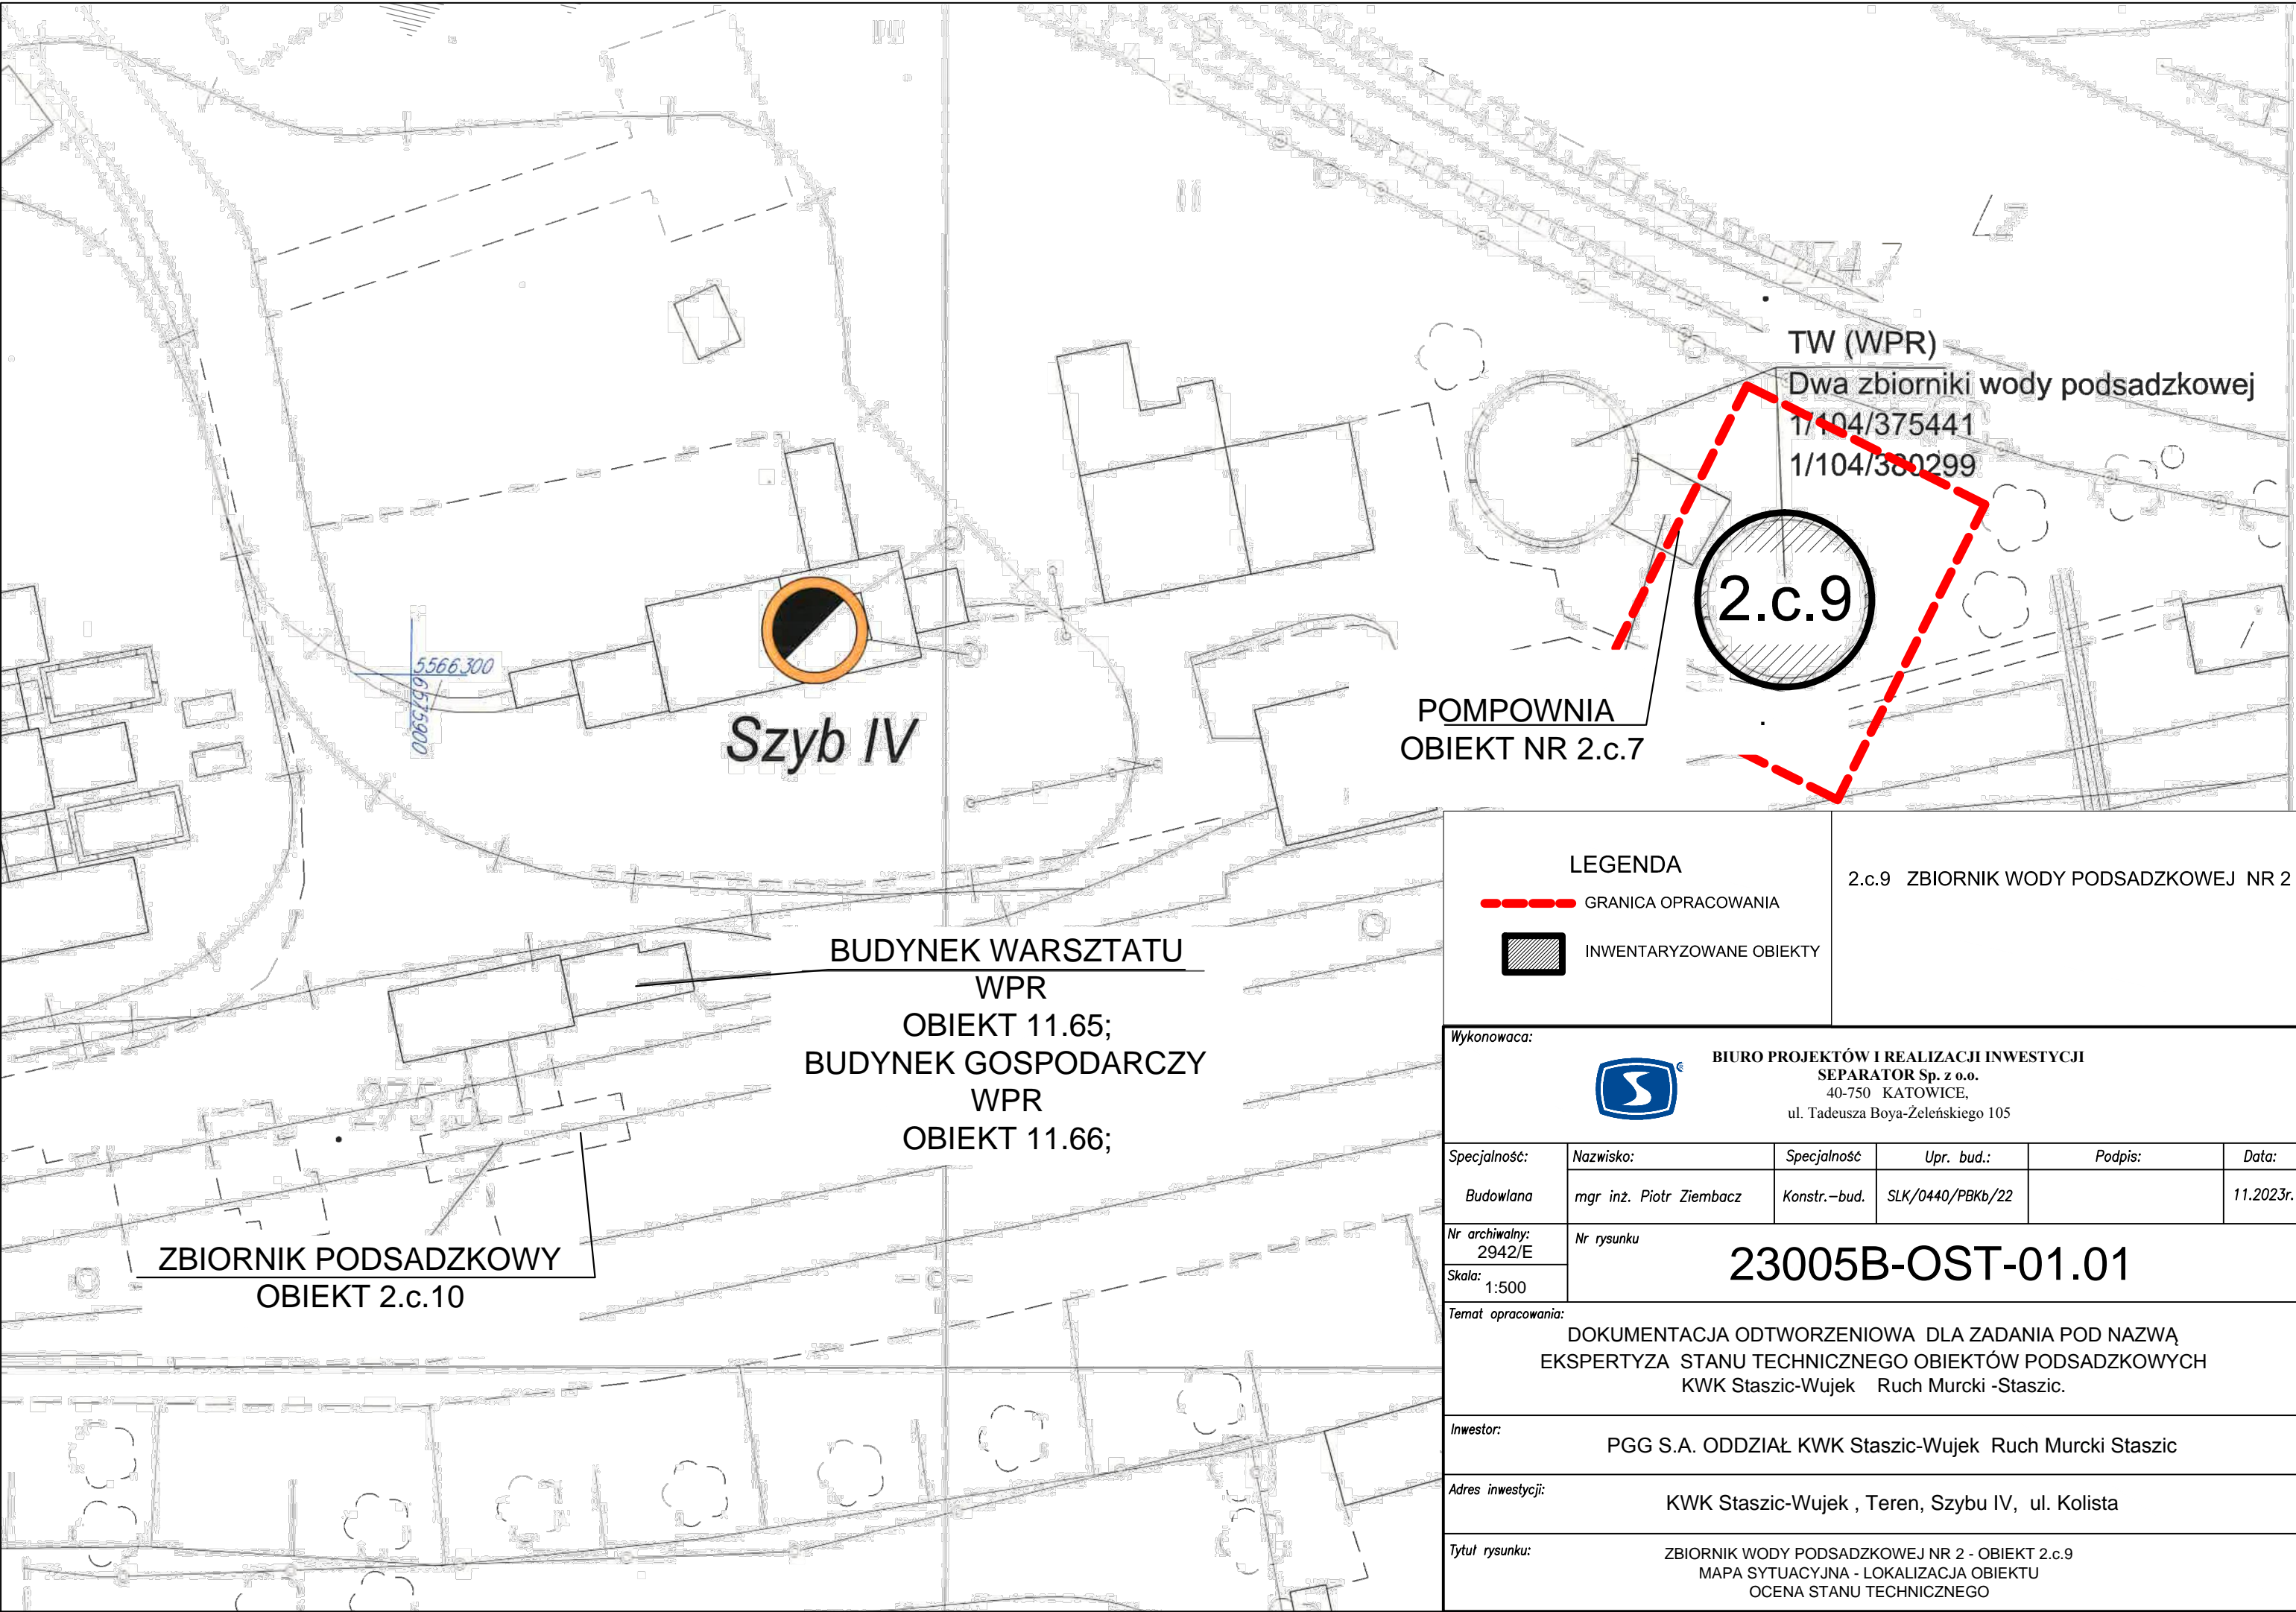 TW (WPR)
Dwa zbiorniki wody podsadzkowej
1/104/375441
1/104/380299
2.c.9
5566300
6575900
Szyb IV
POMPOWNIA
OBIEKT NR 2.c.7
BUDYNEK WARSZTATU
WPR
OBIEKT 11.65;
BUDYNEK GOSPODARCZY
WPR
OBIEKT 11.66;
ZBIORNIK PODSADZKOWY
OBIEKT 2.c.10
LEGENDA
GRANICA OPRACOWANIA
INWENTARYZOWANE OBIEKTY
2.c.9 ZBIORNIK WODY PODSADZKOWEJ NR 2
Wykonowaca:
BIURO PROJEKTÓW I REALIZACJI INWESTYCJI
SEPARATOR Sp. z o.o.
40-750 KATOWICE,
ul. Tadeusza Boya-Żeleńskiego 105
Specjalność: Nazwisko: Specjalność Upr. bud.: Podpis: Data:
Budowlana mgr inż. Piotr Ziembacz Konstr.-bud. SLK/0440/PBKb/22 11.2023r.
Nr archiwalny:
2942/E
Nr rysunku
23005B-OST-01.01
Skala:
1:500
Temat opracowania:
DOKUMENTACJA ODTWORZENIOWA DLA ZADANIA POD NAZWĄ
EKSPERTYZA STANU TECHNICZNEGO OBIEKTÓW PODSADZKOWYCH
KWK Staszic-Wujek Ruch Murcki -Staszic.
Inwestor:
PGG S.A. ODDZIAŁ KWK Staszic-Wujek Ruch Murcki Staszic
Adres inwestycji:
KWK Staszic-Wujek , Teren, Szybu IV, ul. Kolista
Tytuł rysunku:
ZBIORNIK WODY PODSADZKOWEJ NR 2 - OBIEKT 2.c.9
MAPA SYTUACYJNA - LOKALIZACJA OBIEKTU
OCENA STANU TECHNICZNEGO